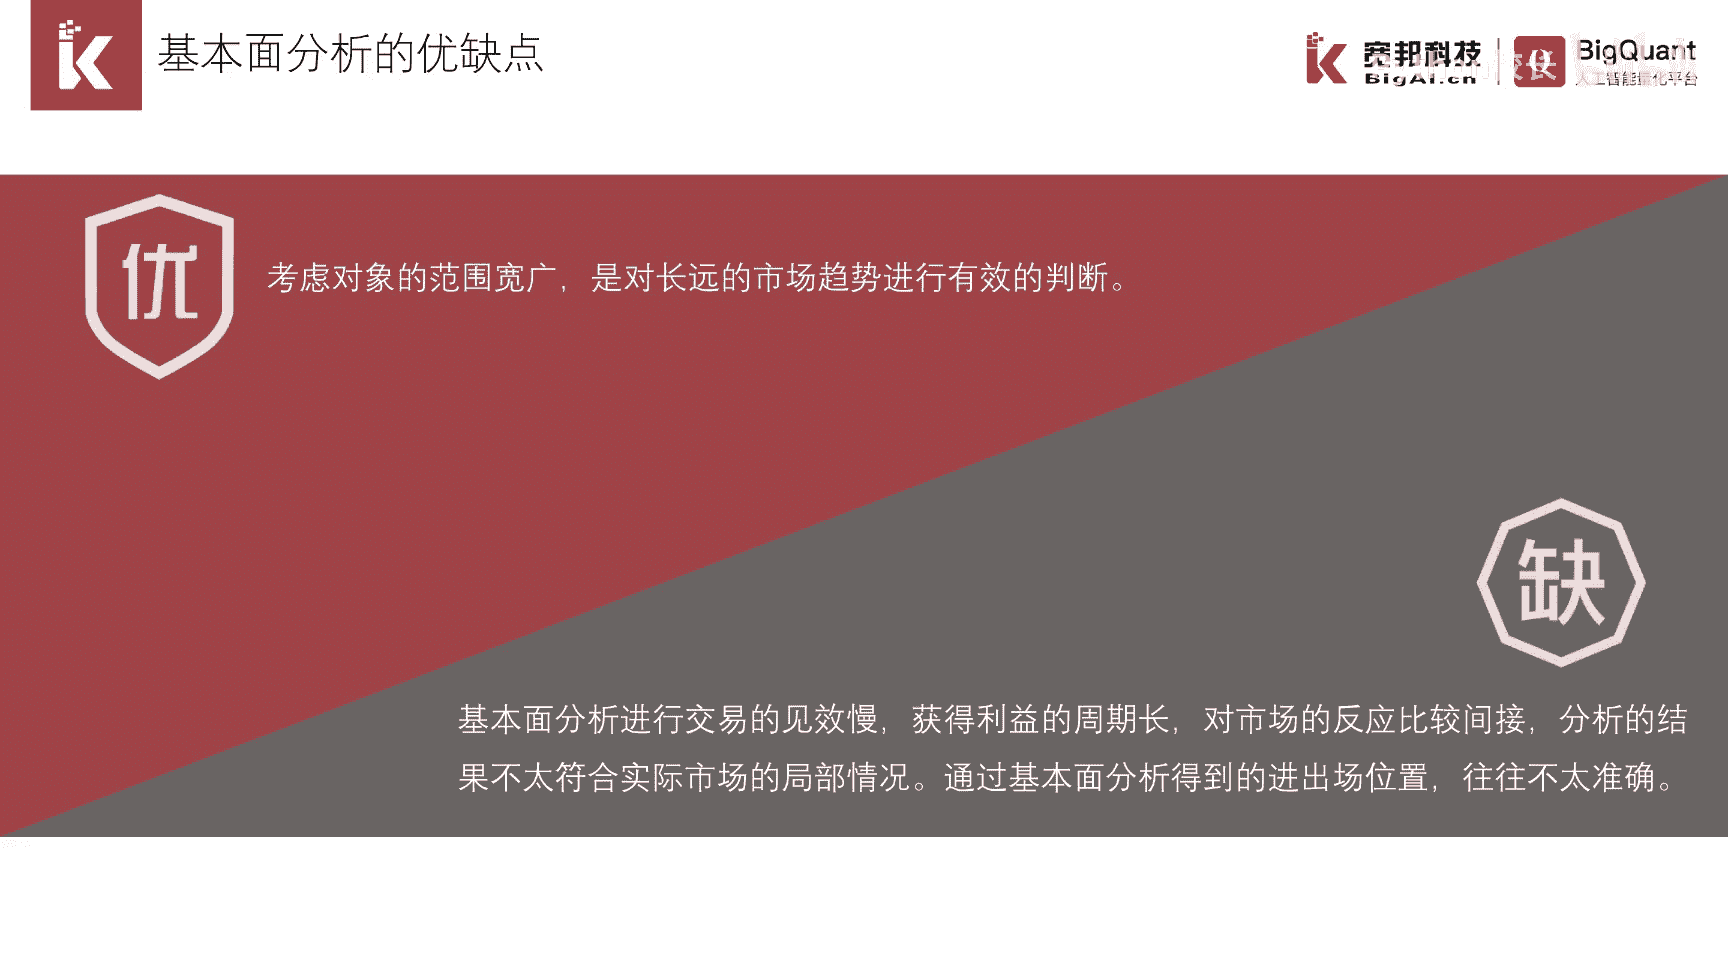 基本面分析的优缺点
宽邦科技
BigAI.cn
BigQuant
人工智能量化平台
优
考虑对象的范围宽广，是对长远的市场趋势进行有效的判断。
缺
基本面分析进行交易的见效慢，获得利益的周期长，对市场的反应比较间接，分析的结
果不太符合实际市场的局部情况。通过基本面分析得到的进出场位置，往往不太准确。